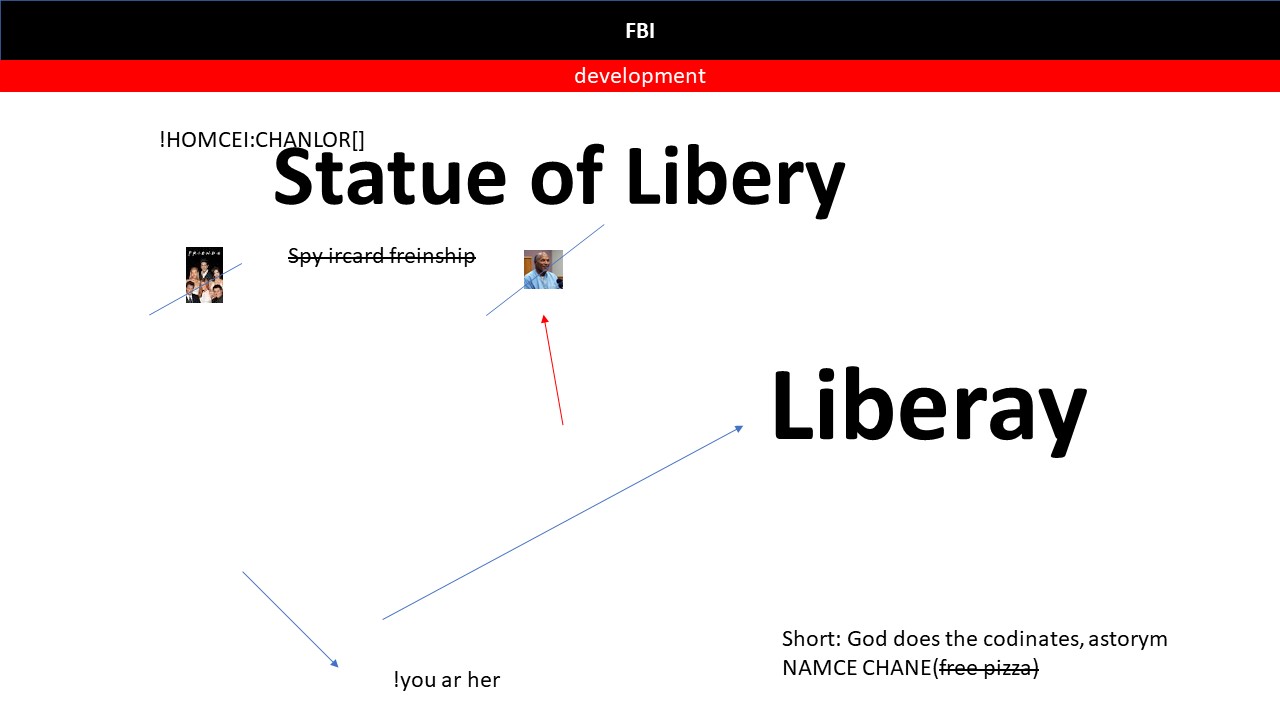 FBI
development
!HOMCEI:CHANLOR[]
Statue of Libery
FRIENDS
Spy ircard freinship
Liberay
Short: God does the codinates, astorym
NAMCE CHANE(free pizza)
!you ar her